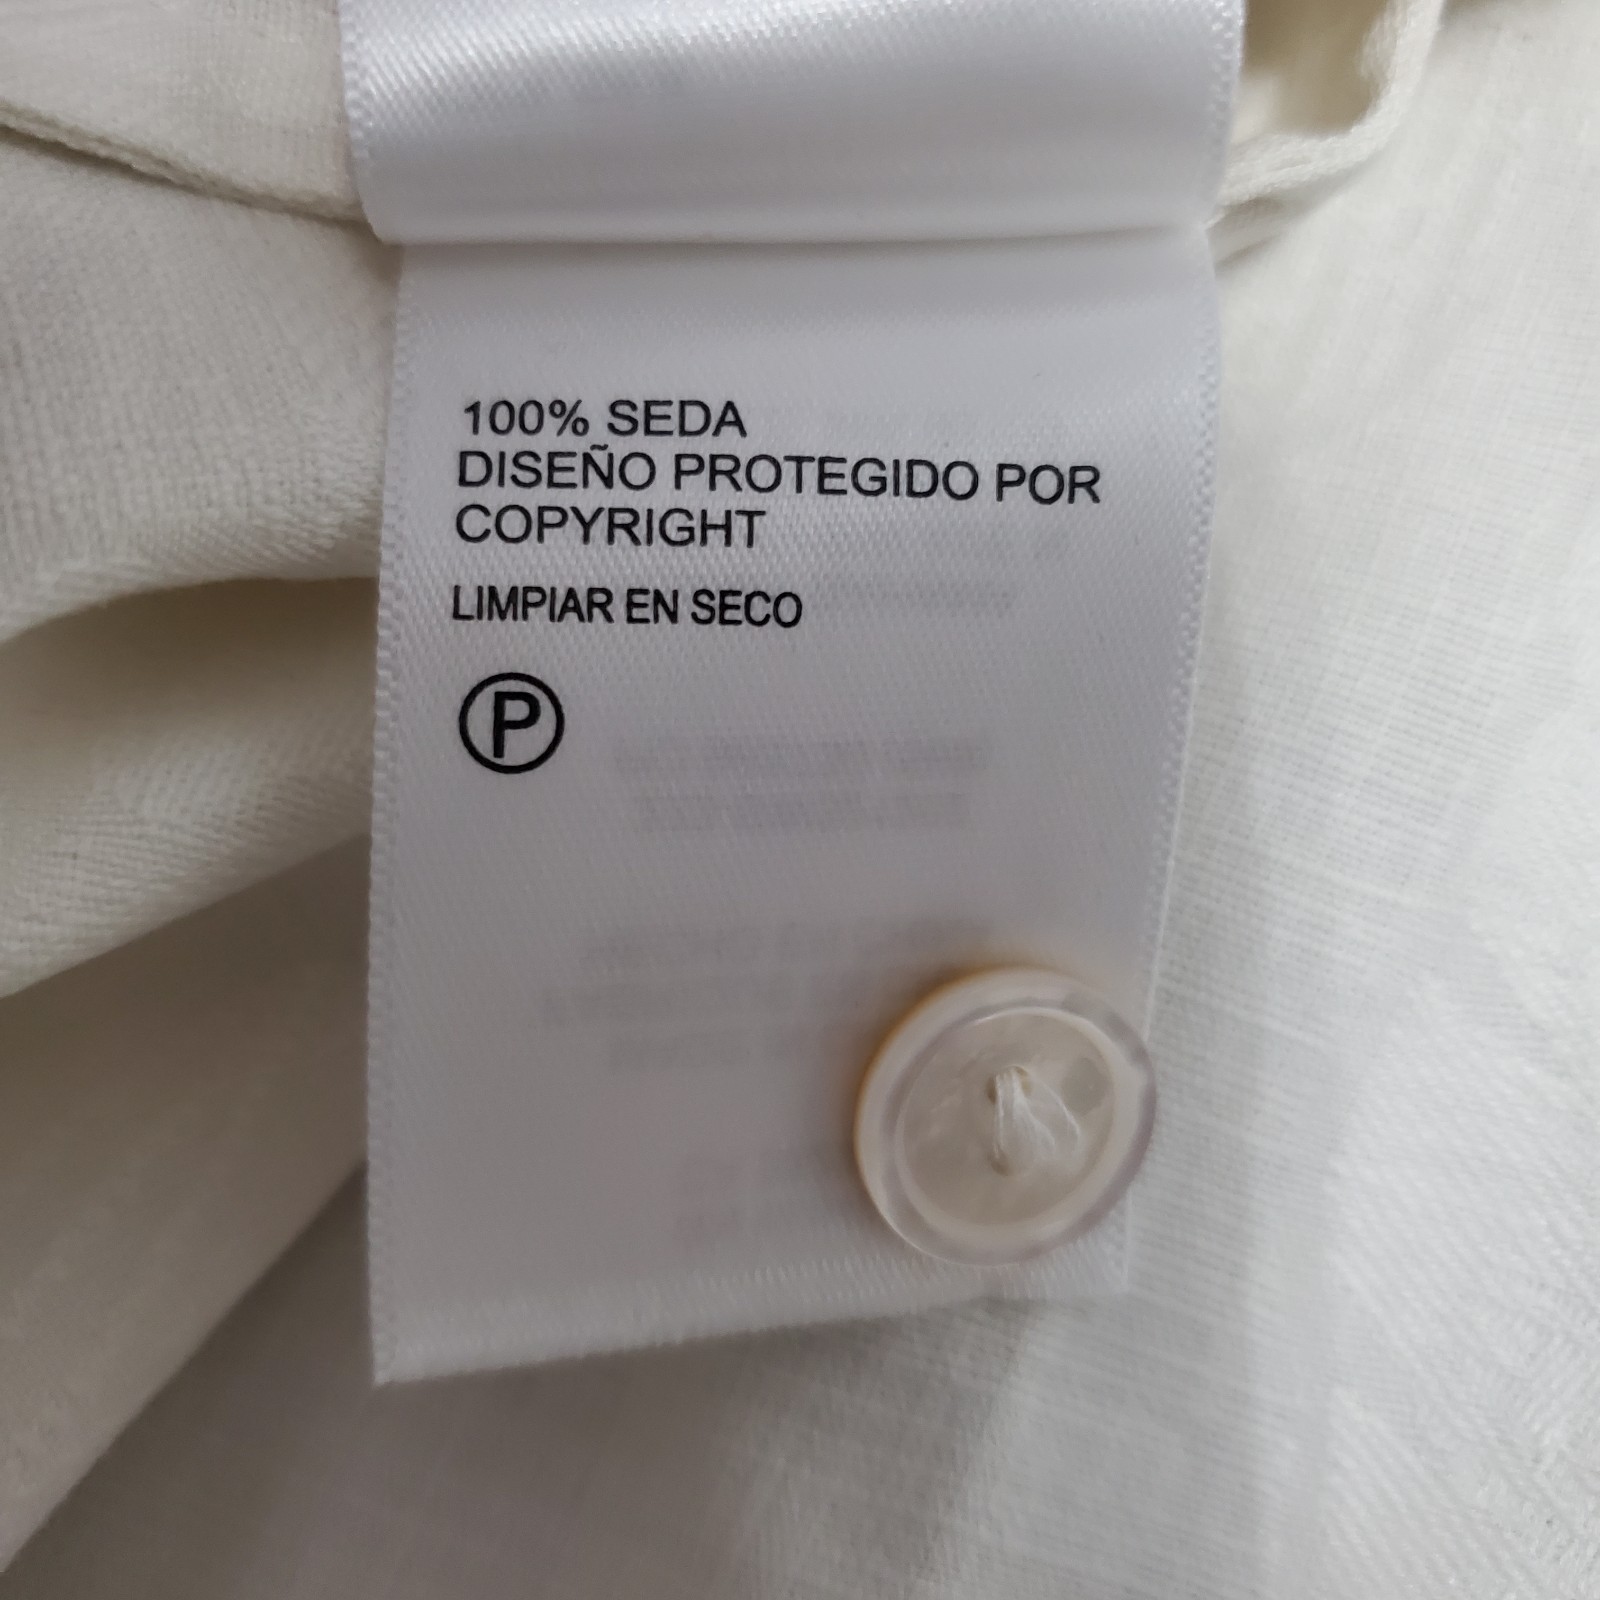 100% SEDA
DISEÑO PROTEGIDO POR
COPYRIGHT
LIMPIAR EN SECO
P